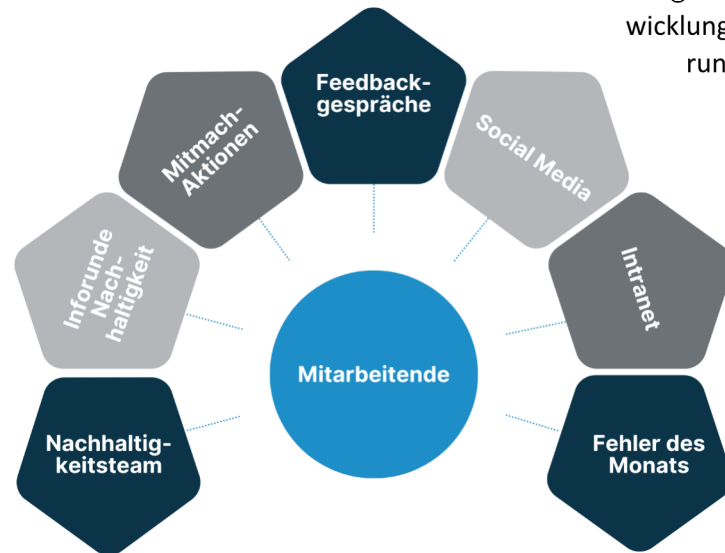 wicklung
run
Feedback-
gespräche
Mitmach-
Aktionen
Social Media
Inforunde
Nach-
haltigkeit
Intranet
Mitarbeitende
Nachhaltig-
keitsteam
Fehler des
Monats